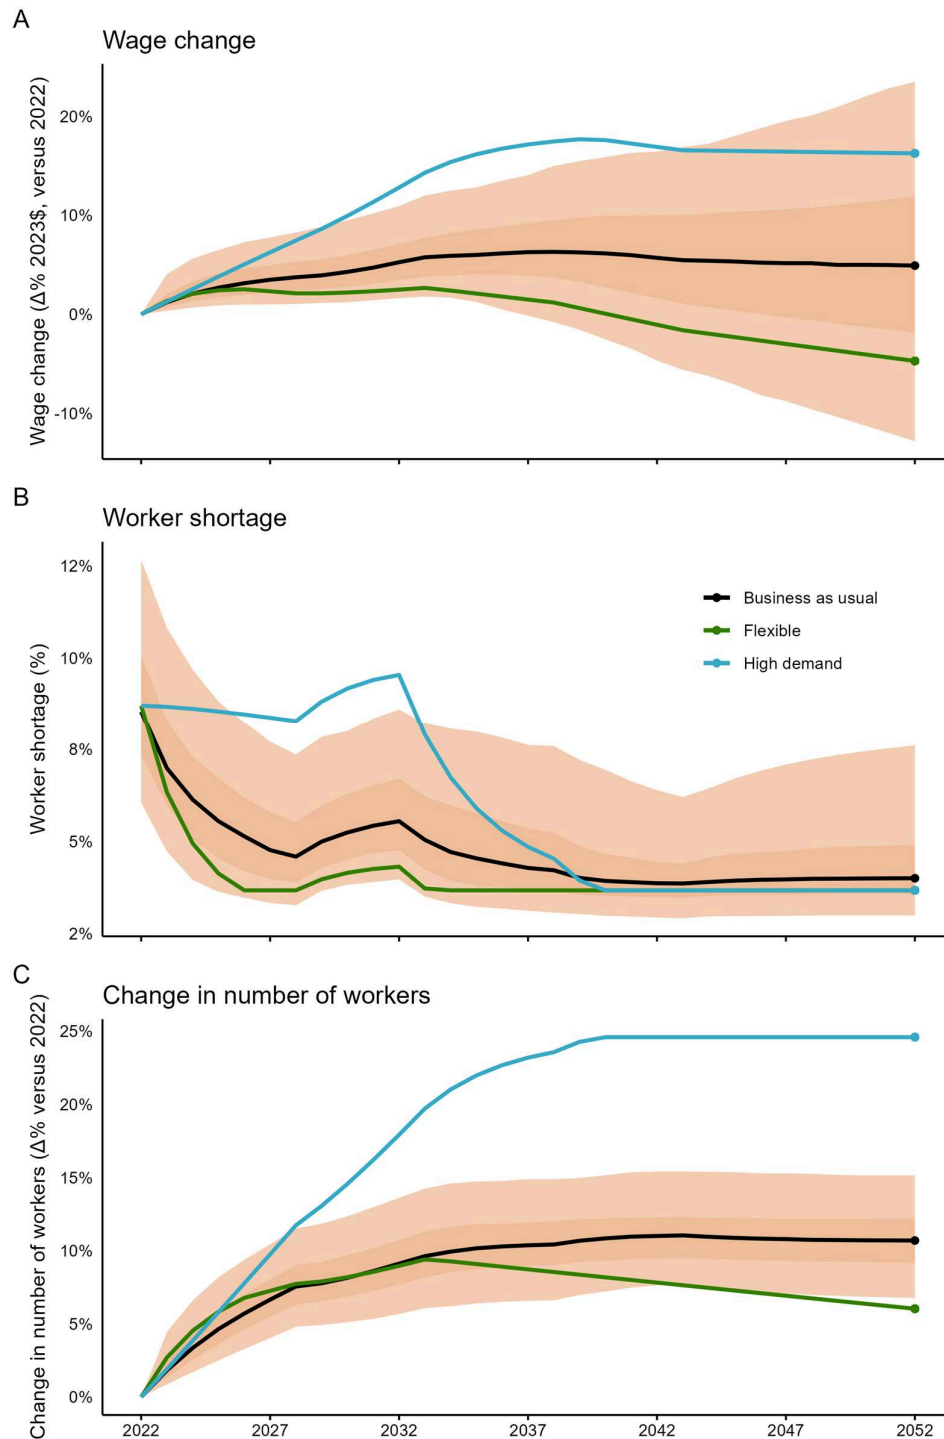 A
Wage change
Wage change (Δ% 2023$, versus 2022)
20%
10%
0%
-10%
B
Worker shortage
Worker shortage (%)
12%
10%
8%
5%
2%
Business as usual
Flexible
High demand
C
Change in number of workers
Change in number of workers (Δ% versus 2022)
25%
20%
15%
10%
5%
0%
2022 2027 2032 2037 2042 2047 2052